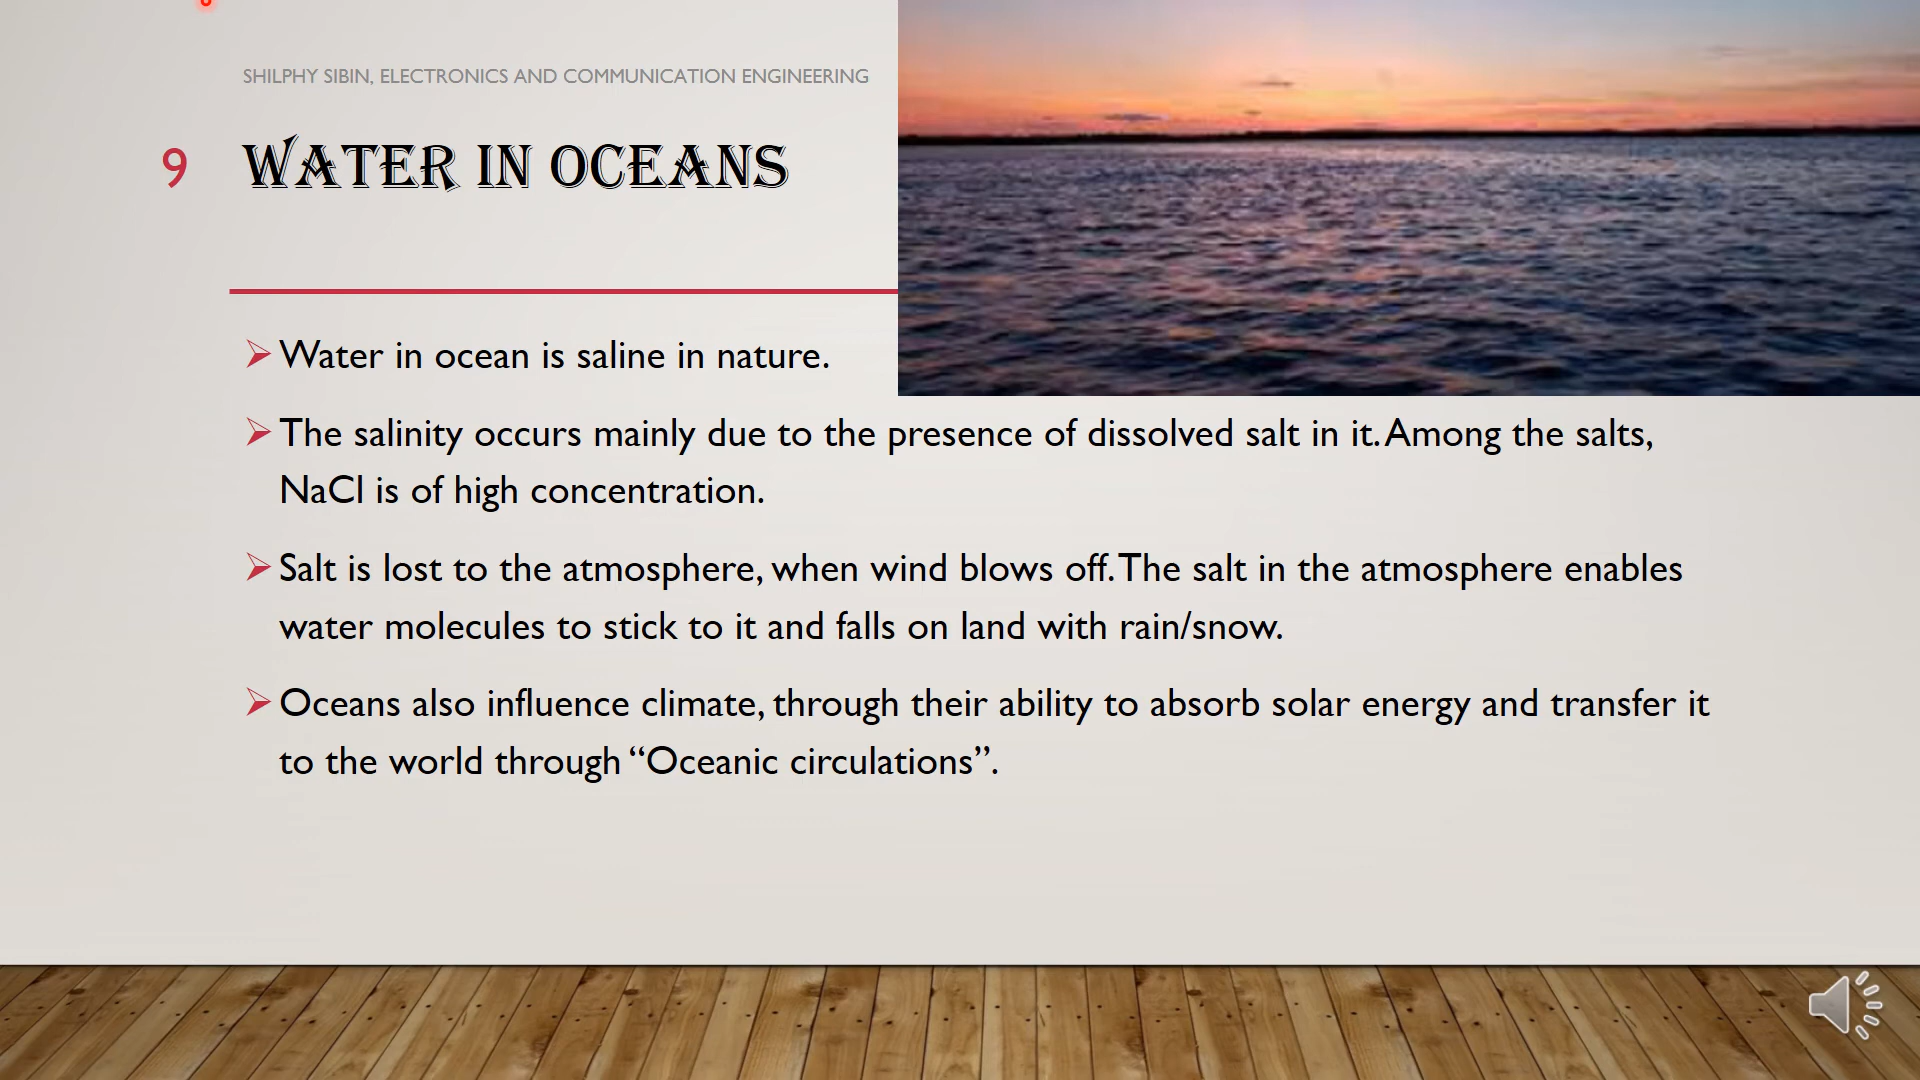 SHILPHY SIBIN, ELECTRONICS AND COMMUNICATION ENGINEERING
9 WATER IN OCEANS
Water in ocean is saline in nature.
The salinity occurs mainly due to the presence of dissolved salt in it. Among the salts,
NaCl is of high concentration.
Salt is lost to the atmosphere, when wind blows off. The salt in the atmosphere enables
water molecules to stick to it and falls on land with rain/snow.
Oceans also influence climate, through their ability to absorb solar energy and transfer it
to the world through “Oceanic circulations”.